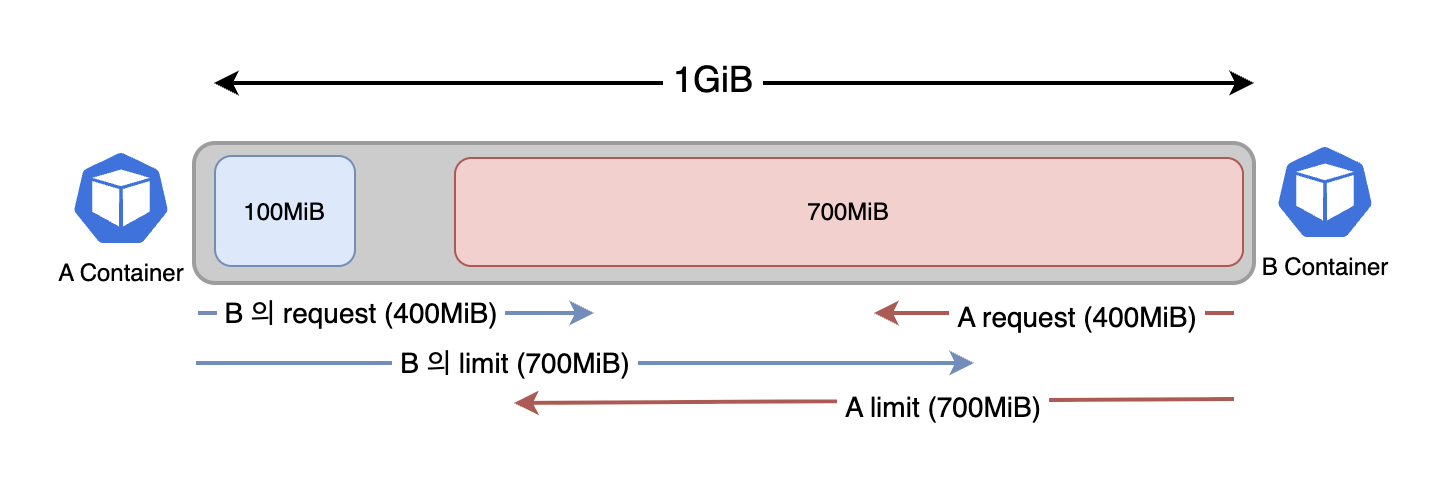 1GiB
100MiB
700MiB
A Container
B Container
B 의 request (400MiB)
A request (400MiB)
B 의 limit (700MiB)
A limit (700MiB)